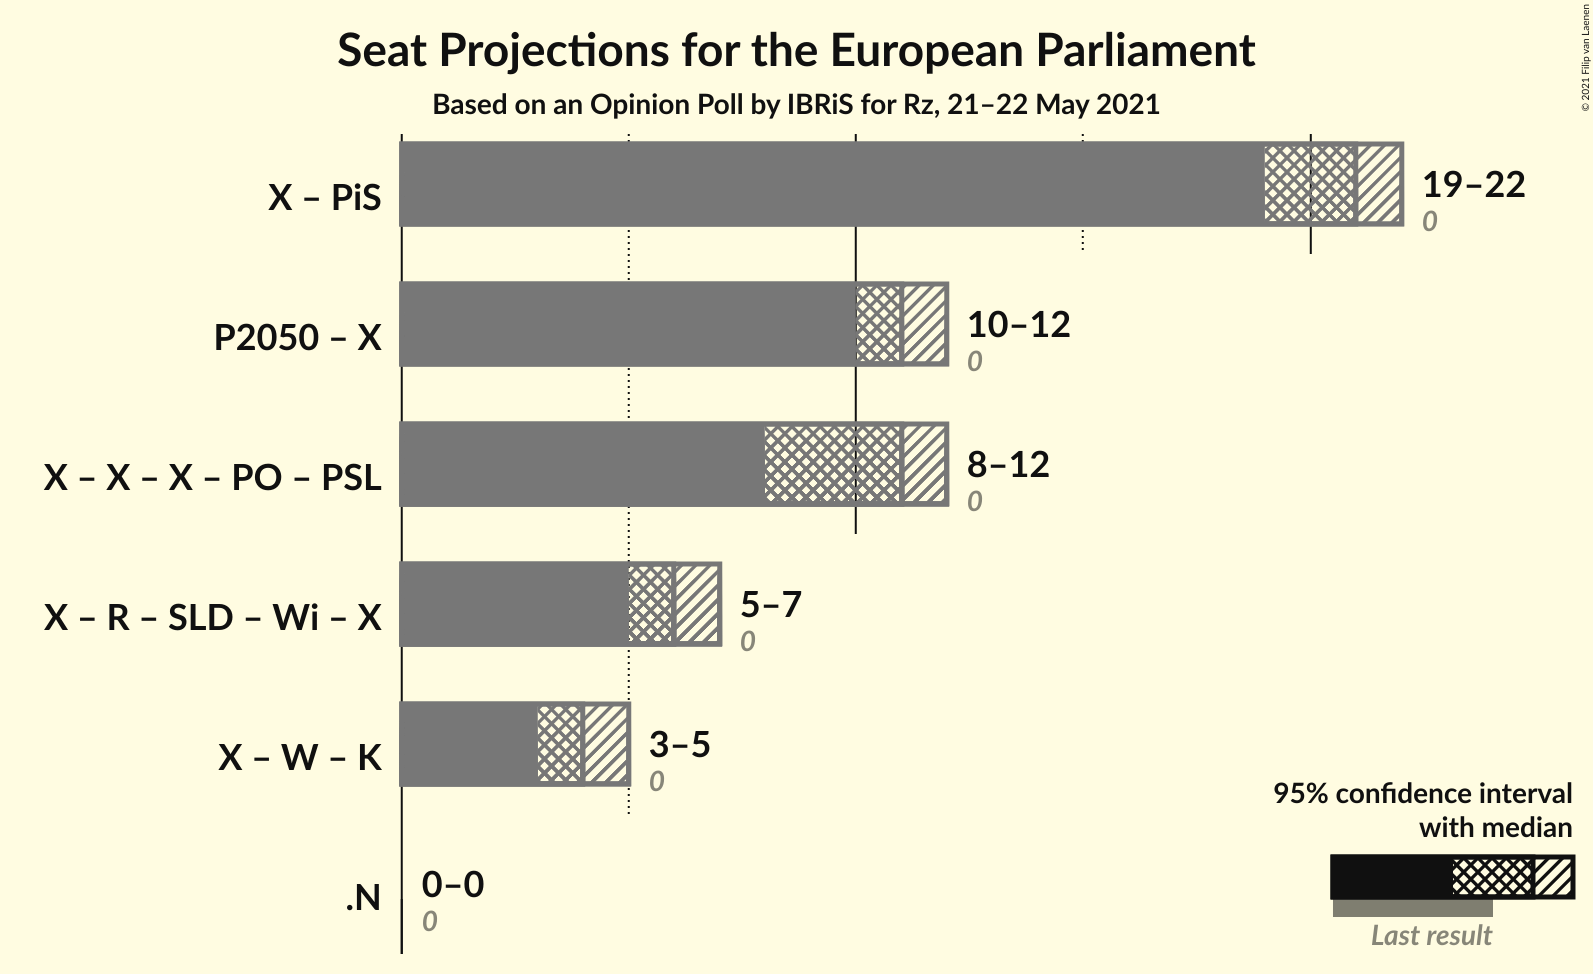 Seat Projections for the European Parliament
Based on an Opinion Poll by IBRiS for Rz, 21–22 May 2021
© 2021 Filip van Laenen
X – PiS
19–22
0
P2050 – X
10–12
0
X – X – X – PO – PSL
8–12
0
X – R – SLD – Wi – X
5–7
0
X – W – K
3–5
0
.N
0–0
0
95% confidence interval
with median
Last result